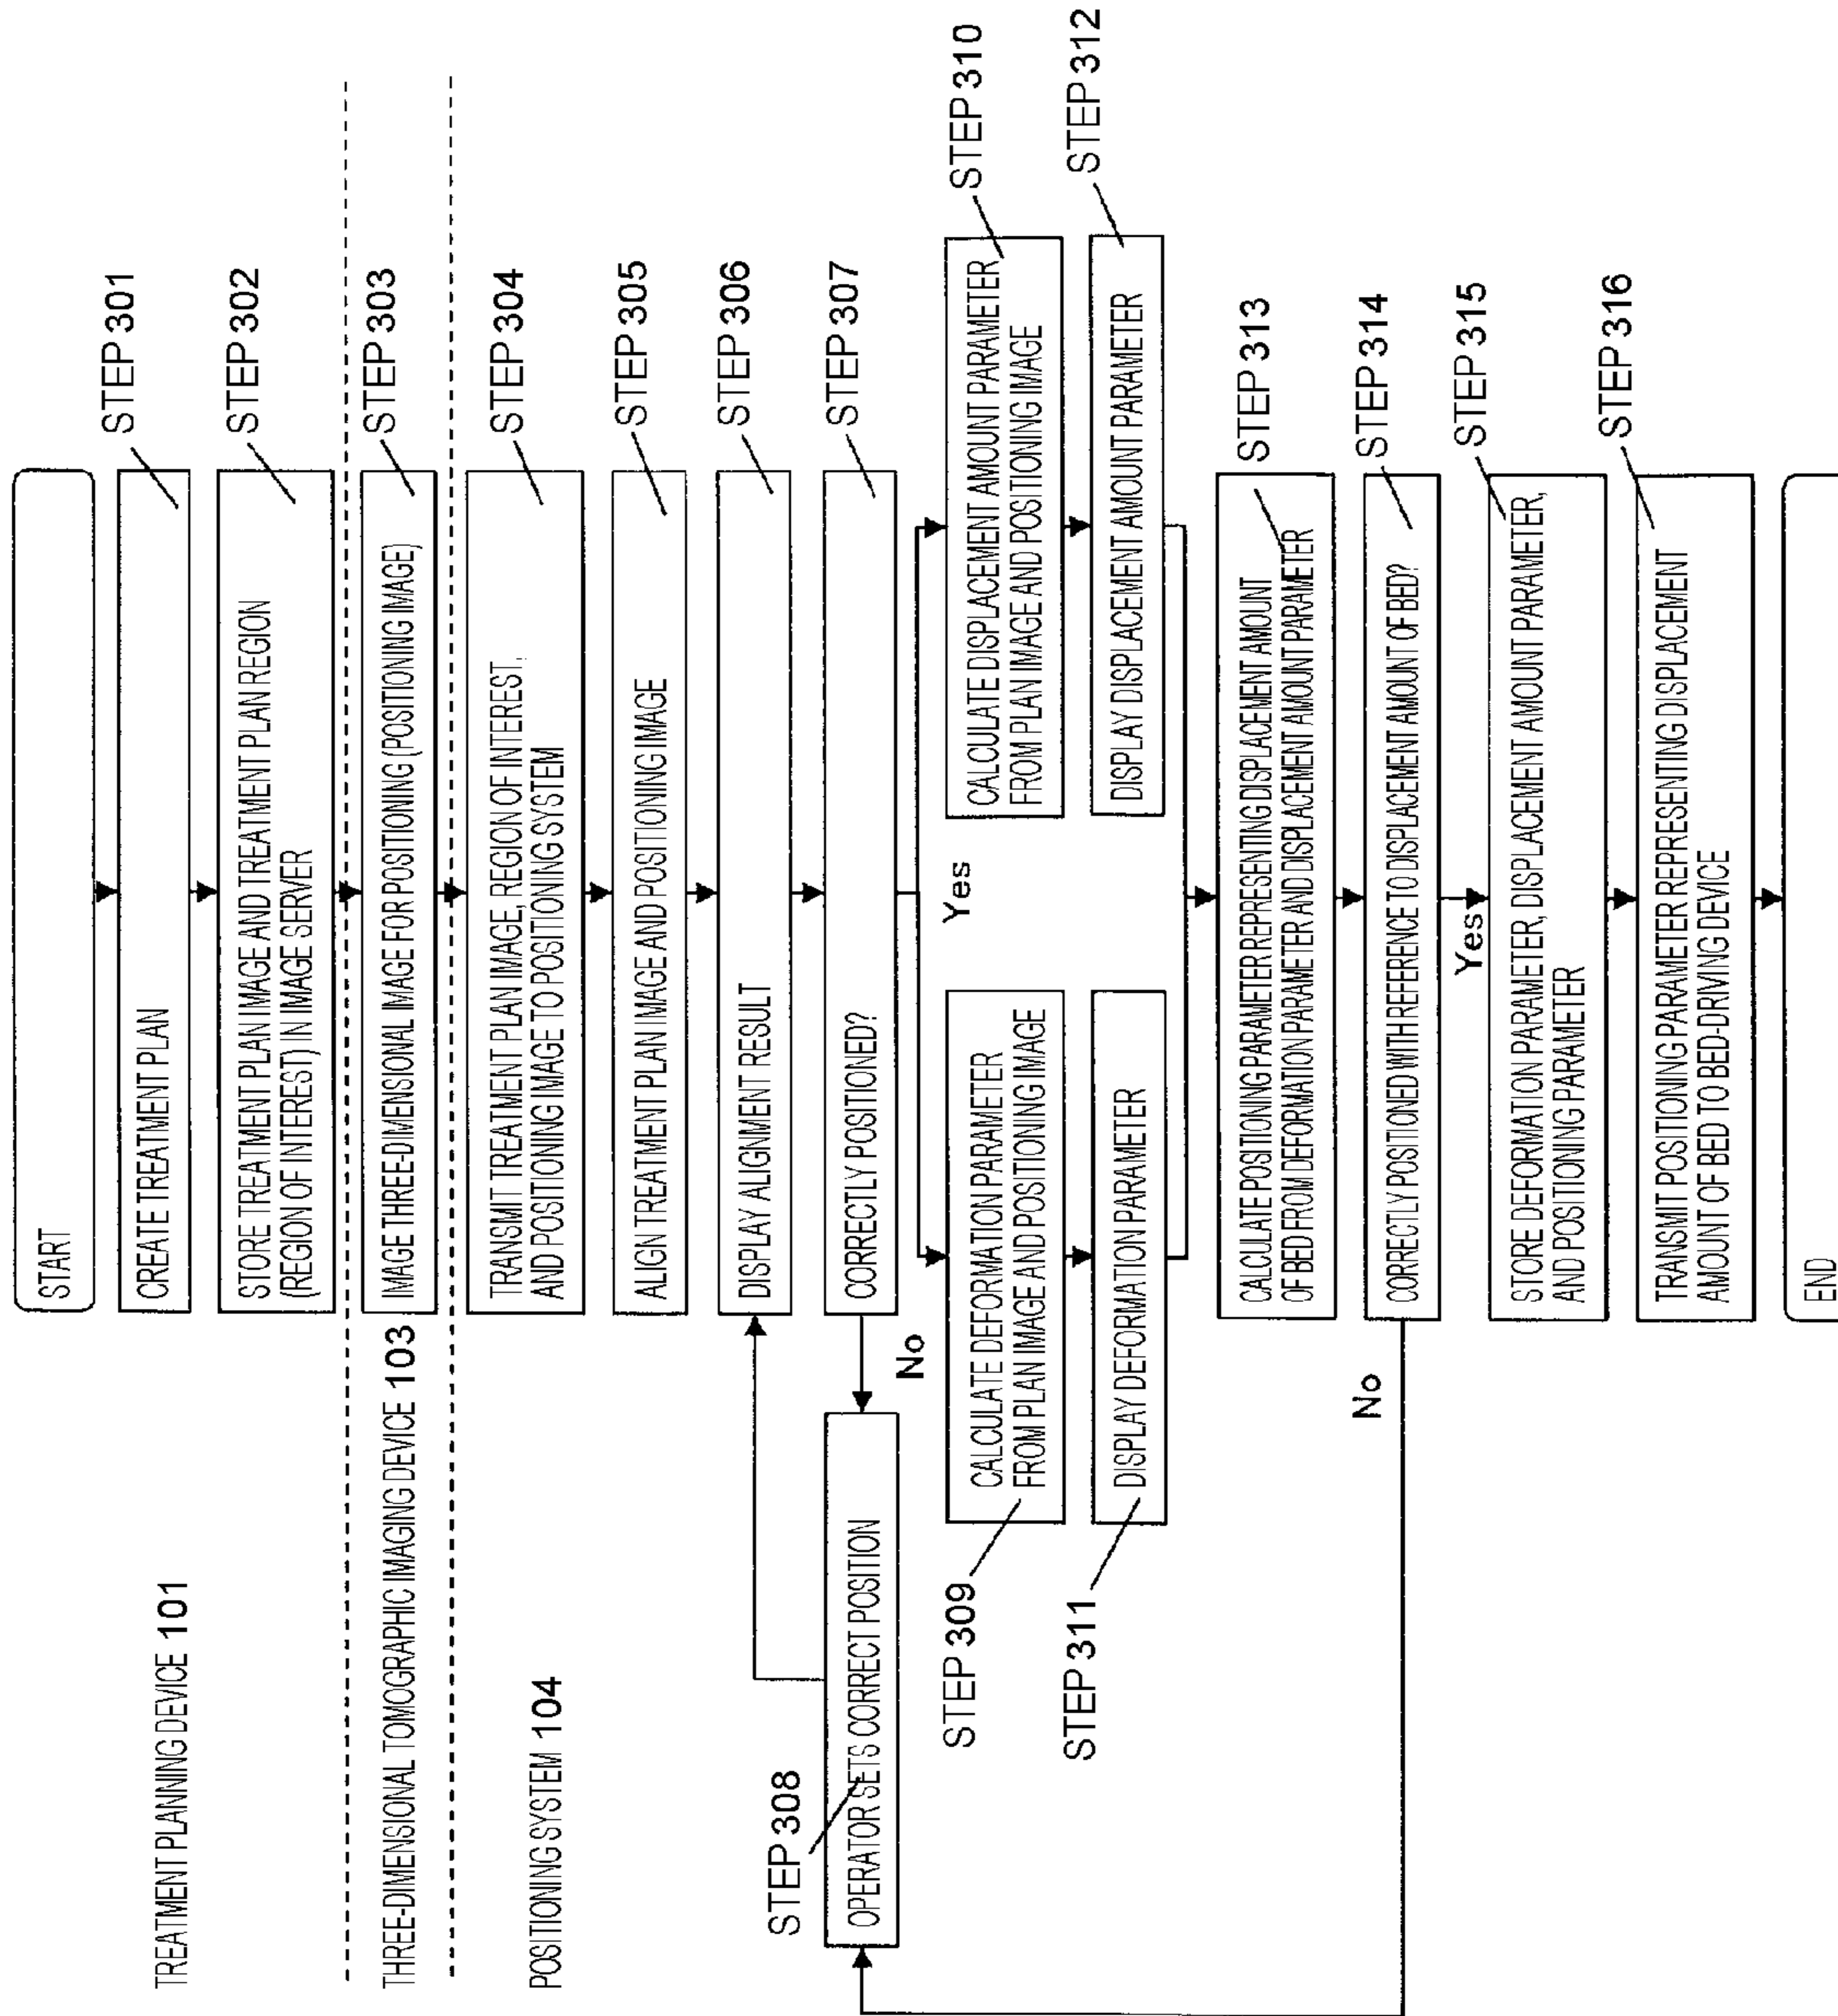 START
CREATE TREATMENT PLAN
STEP 301
TREATMENT PLANNING DEVICE 101
STORE TREATMENT PLAN IMAGE AND TREATMENT PLAN REGION
(REGION OF INTEREST) IN IMAGE SERVER
STEP 302
THREE-DIMENSIONAL TOMOGRAPHIC IMAGING DEVICE 103
IMAGE THREE-DIMENSIONAL IMAGE FOR POSITIONING (POSITIONING IMAGE)
STEP 303
POSITIONING SYSTEM 104
TRANSMIT TREATMENT PLAN IMAGE, REGION OF INTEREST,
AND POSITIONING IMAGE TO POSITIONING SYSTEM
STEP 304
ALIGN TREATMENT PLAN IMAGE AND POSITIONING IMAGE
STEP 305
DISPLAY ALIGNMENT RESULT
STEP 306
STEP 308
OPERATOR SETS CORRECT POSITION
CORRECTLY POSITIONED?
STEP 307
No
Yes
STEP 309
CALCULATE DEFORMATION PARAMETER
FROM PLAN IMAGE AND POSITIONING IMAGE
CALCULATE DISPLACEMENT AMOUNT PARAMETER
FROM PLAN IMAGE AND POSITIONING IMAGE
STEP 310
STEP 311
DISPLAY DEFORMATION PARAMETER
DISPLAY DISPLACEMENT AMOUNT PARAMETER
STEP 312
CALCULATE POSITIONING PARAMETER REPRESENTING DISPLACEMENT AMOUNT
OF BED FROM DEFORMATION PARAMETER AND DISPLACEMENT AMOUNT PARAMETER
STEP 313
No
CORRECTLY POSITIONED WITH REFERENCE TO DISPLACEMENT AMOUNT OF BED?
STEP 314
Yes
STORE DEFORMATION PARAMETER, DISPLACEMENT AMOUNT PARAMETER,
AND POSITIONING PARAMETER
STEP 315
TRANSMIT POSITIONING PARAMETER REPRESENTING DISPLACEMENT
AMOUNT OF BED TO BED-DRIVING DEVICE
STEP 316
END